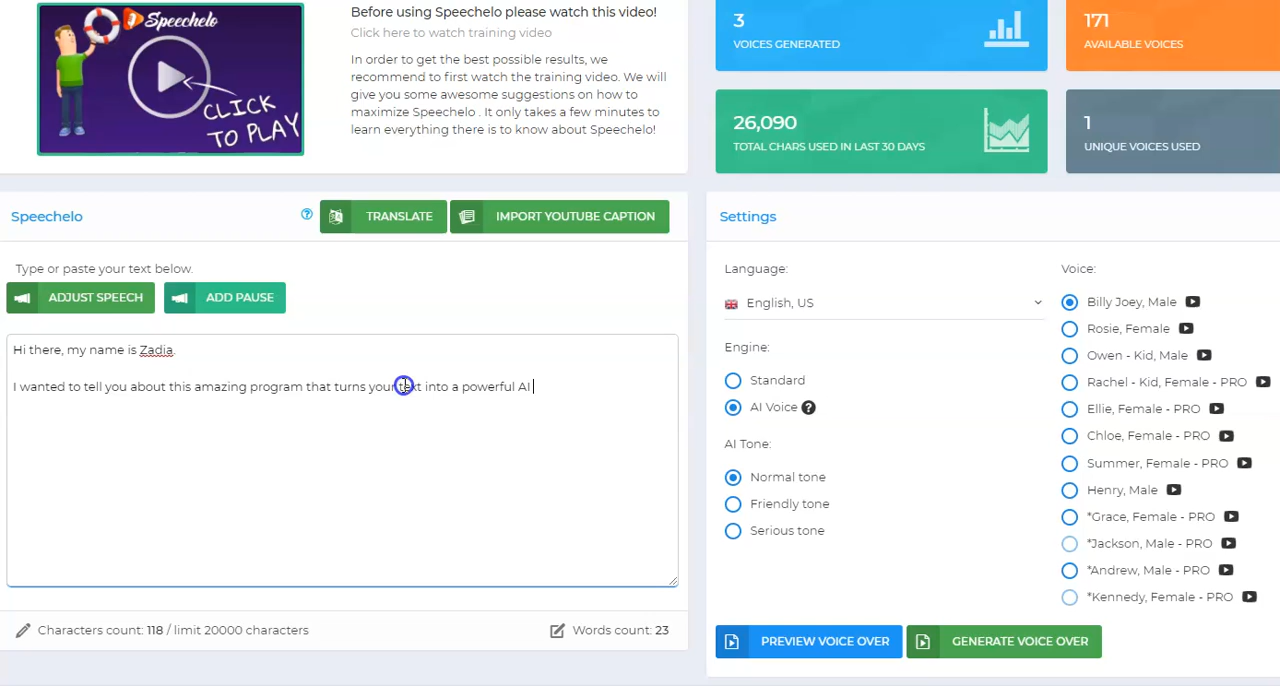 Speechelo
CLICK
TO PLAY
Before using Speechelo please watch this video!
Click here to watch training video
In order to get the best possible results, we
recommend to first watch the training video. We will
give you some awesome suggestions on how to
maximize Speechelo . It only takes a few minutes to
learn everything there is to know about Speechelo!
3
VOICES GENERATED
171
AVAILABLE VOICES
26,090
TOTAL CHARS USED IN LAST 30 DAYS
1
UNIQUE VOICES USED
Speechelo
TRANSLATE
IMPORT YOUTUBE CAPTION
Type or paste your text below.
ADJUST SPEECH
ADD PAUSE
Hi there, my name is Zadia.
I wanted to tell you about this amazing program that turns your text into a powerful AI
Characters count: 118 / limit 20000 characters
Words count: 23
Settings
Language:
English, US
Engine:
Standard
AI Voice
AI Tone:
Normal tone
Friendly tone
Serious tone
Voice:
Billy Joey, Male
Rosie, Female
Owen - Kid, Male
Rachel - Kid, Female - PRO
Ellie, Female - PRO
Chloe, Female - PRO
Summer, Female - PRO
Henry, Male
*Grace, Female - PRO
*Jackson, Male - PRO
*Andrew, Male - PRO
*Kennedy, Female - PRO
PREVIEW VOICE OVER
GENERATE VOICE OVER